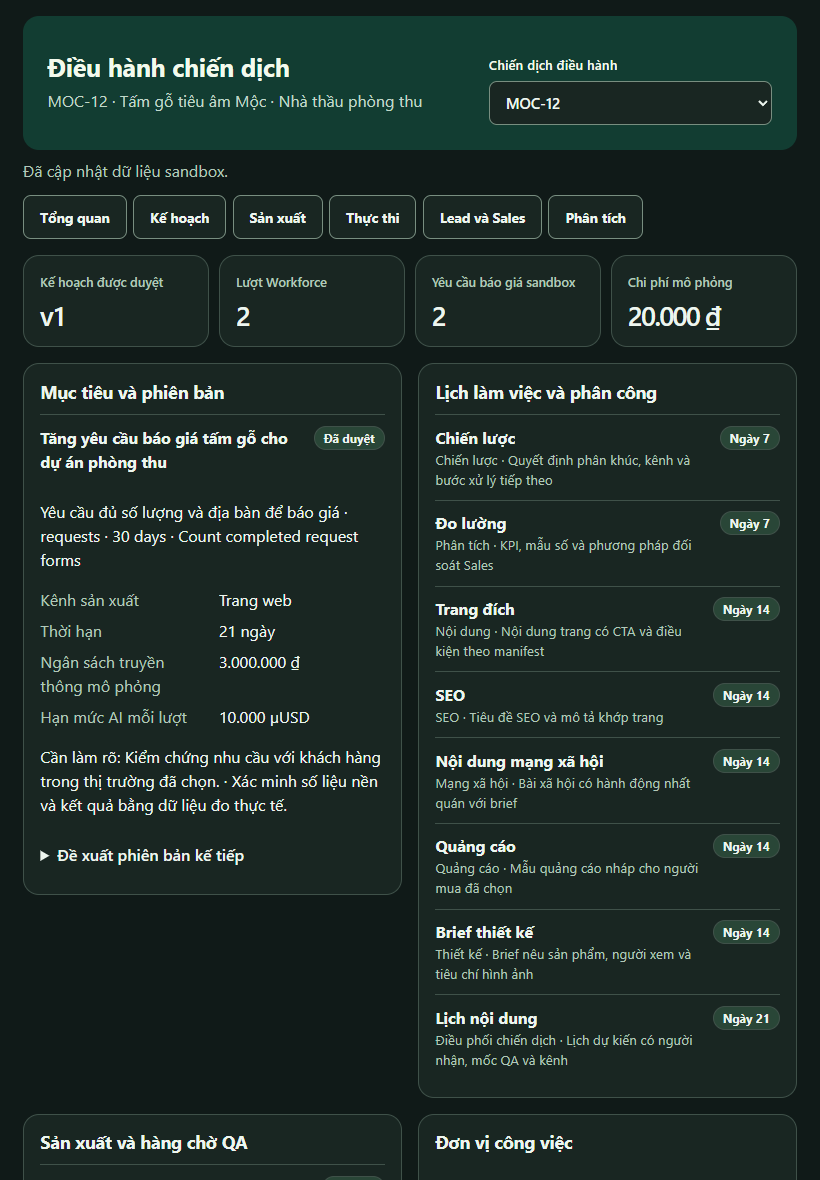 Điều hành chiến dịch
MOC-12 · Tấm gỗ tiêu âm Mộc · Nhà thầu phòng thu
Chiến dịch điều hành
MOC-12
Đã cập nhật dữ liệu sandbox.
Tổng quan
Kế hoạch
Sản xuất
Thực thi
Lead và Sales
Phân tích
Kế hoạch được duyệt
v1
Lượt Workforce
2
Yêu cầu báo giá sandbox
2
Chi phí mô phỏng
20.000 ₫
Mục tiêu và phiên bản
Tăng yêu cầu báo giá tấm gỗ cho
dự án phòng thu
Đã duyệt
Yêu cầu đủ số lượng và địa bàn để báo giá ·
requests · 30 days · Count completed request
forms
Kênh sản xuất
Trang web
Thời hạn
21 ngày
Ngân sách truyền
thông mô phỏng
3.000.000 ₫
Hạn mức AI mỗi lượt
10.000 µUSD
Cần làm rõ: Kiểm chứng nhu cầu với khách hàng
trong thị trường đã chọn. · Xác minh số liệu nền
và kết quả bằng dữ liệu đo thực tế.
Đề xuất phiên bản kế tiếp
Lịch làm việc và phân công
Chiến lược
Ngày 7
Chiến lược · Quyết định phân khúc, kênh và
bước xử lý tiếp theo
Đo lường
Ngày 7
Phân tích · KPI, mẫu số và phương pháp đối
soát Sales
Trang đích
Ngày 14
Nội dung · Nội dung trang có CTA và điều
kiện theo manifest
SEO
Ngày 14
SEO · Tiêu đề SEO và mô tả khớp trang
Nội dung mạng xã hội
Ngày 14
Mạng xã hội · Bài xã hội có hành động nhất
quán với brief
Quảng cáo
Ngày 14
Quảng cáo · Mẫu quảng cáo nháp cho người
mua đã chọn
Brief thiết kế
Ngày 14
Thiết kế · Brief nêu sản phẩm, người xem và
tiêu chí hình ảnh
Lịch nội dung
Ngày 21
Điều phối chiến dịch · Lịch dự kiến có người
nhận, mốc QA và kênh
Sản xuất và hàng chờ QA
Đơn vị công việc